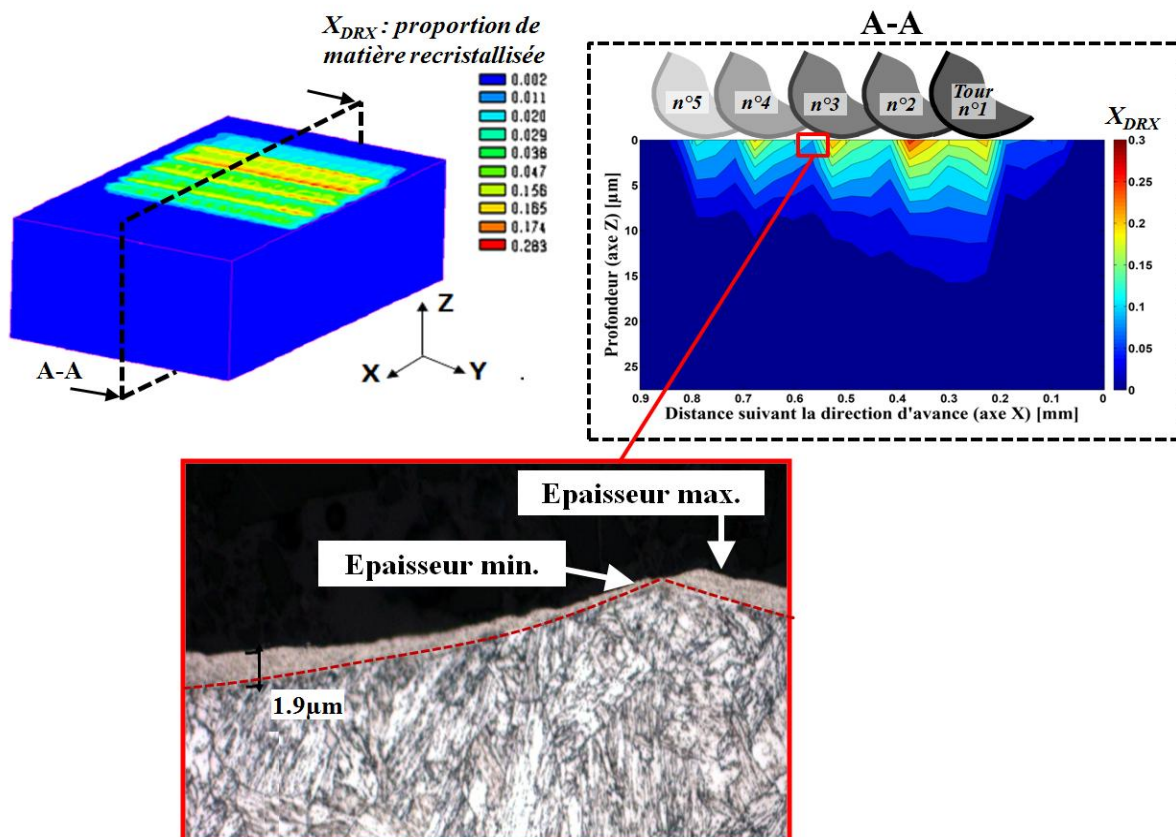 X_DRX : proportion de
matière recristallisée
0.002
0.011
0.020
0.029
0.038
0.047
0.156
0.165
0.174
0.283
A-A
Z
X
Y
.
A-A
n°5
n°4
n°3
n°2
Tour
n°1
X_DRX
0.3
0.25
0.2
0.15
0.1
0.05
0
Profondeur (axe Z) [µm]
0
5
10
15
20
25
0.9 0.8 0.7 0.6 0.5 0.4 0.3 0.2 0.1 0
Distance suivant la direction d'avance (axe X) [mm]
Epaisseur max.
Epaisseur min.
1.9µm